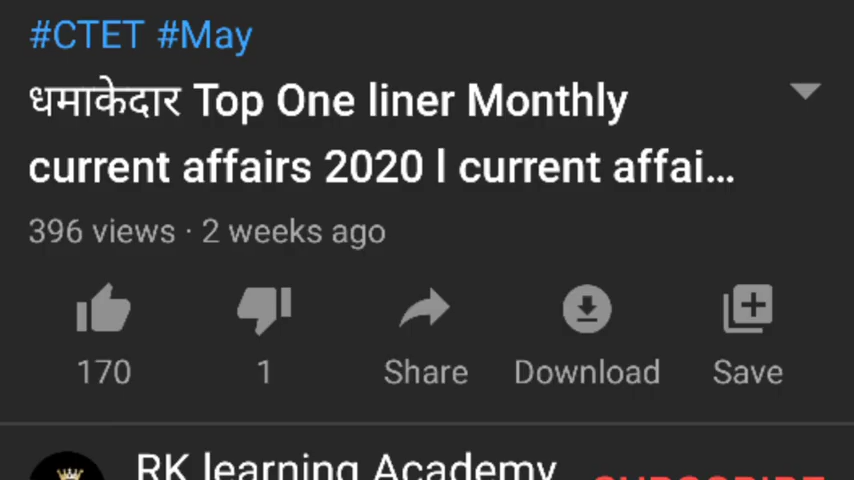 #CTET #May
धमाकेदार Top One liner Monthly
current affairs 2020 l current affai...
396 views · 2 weeks ago
170 1 Share Download Save
RK learning Academy SUBSCRIBE